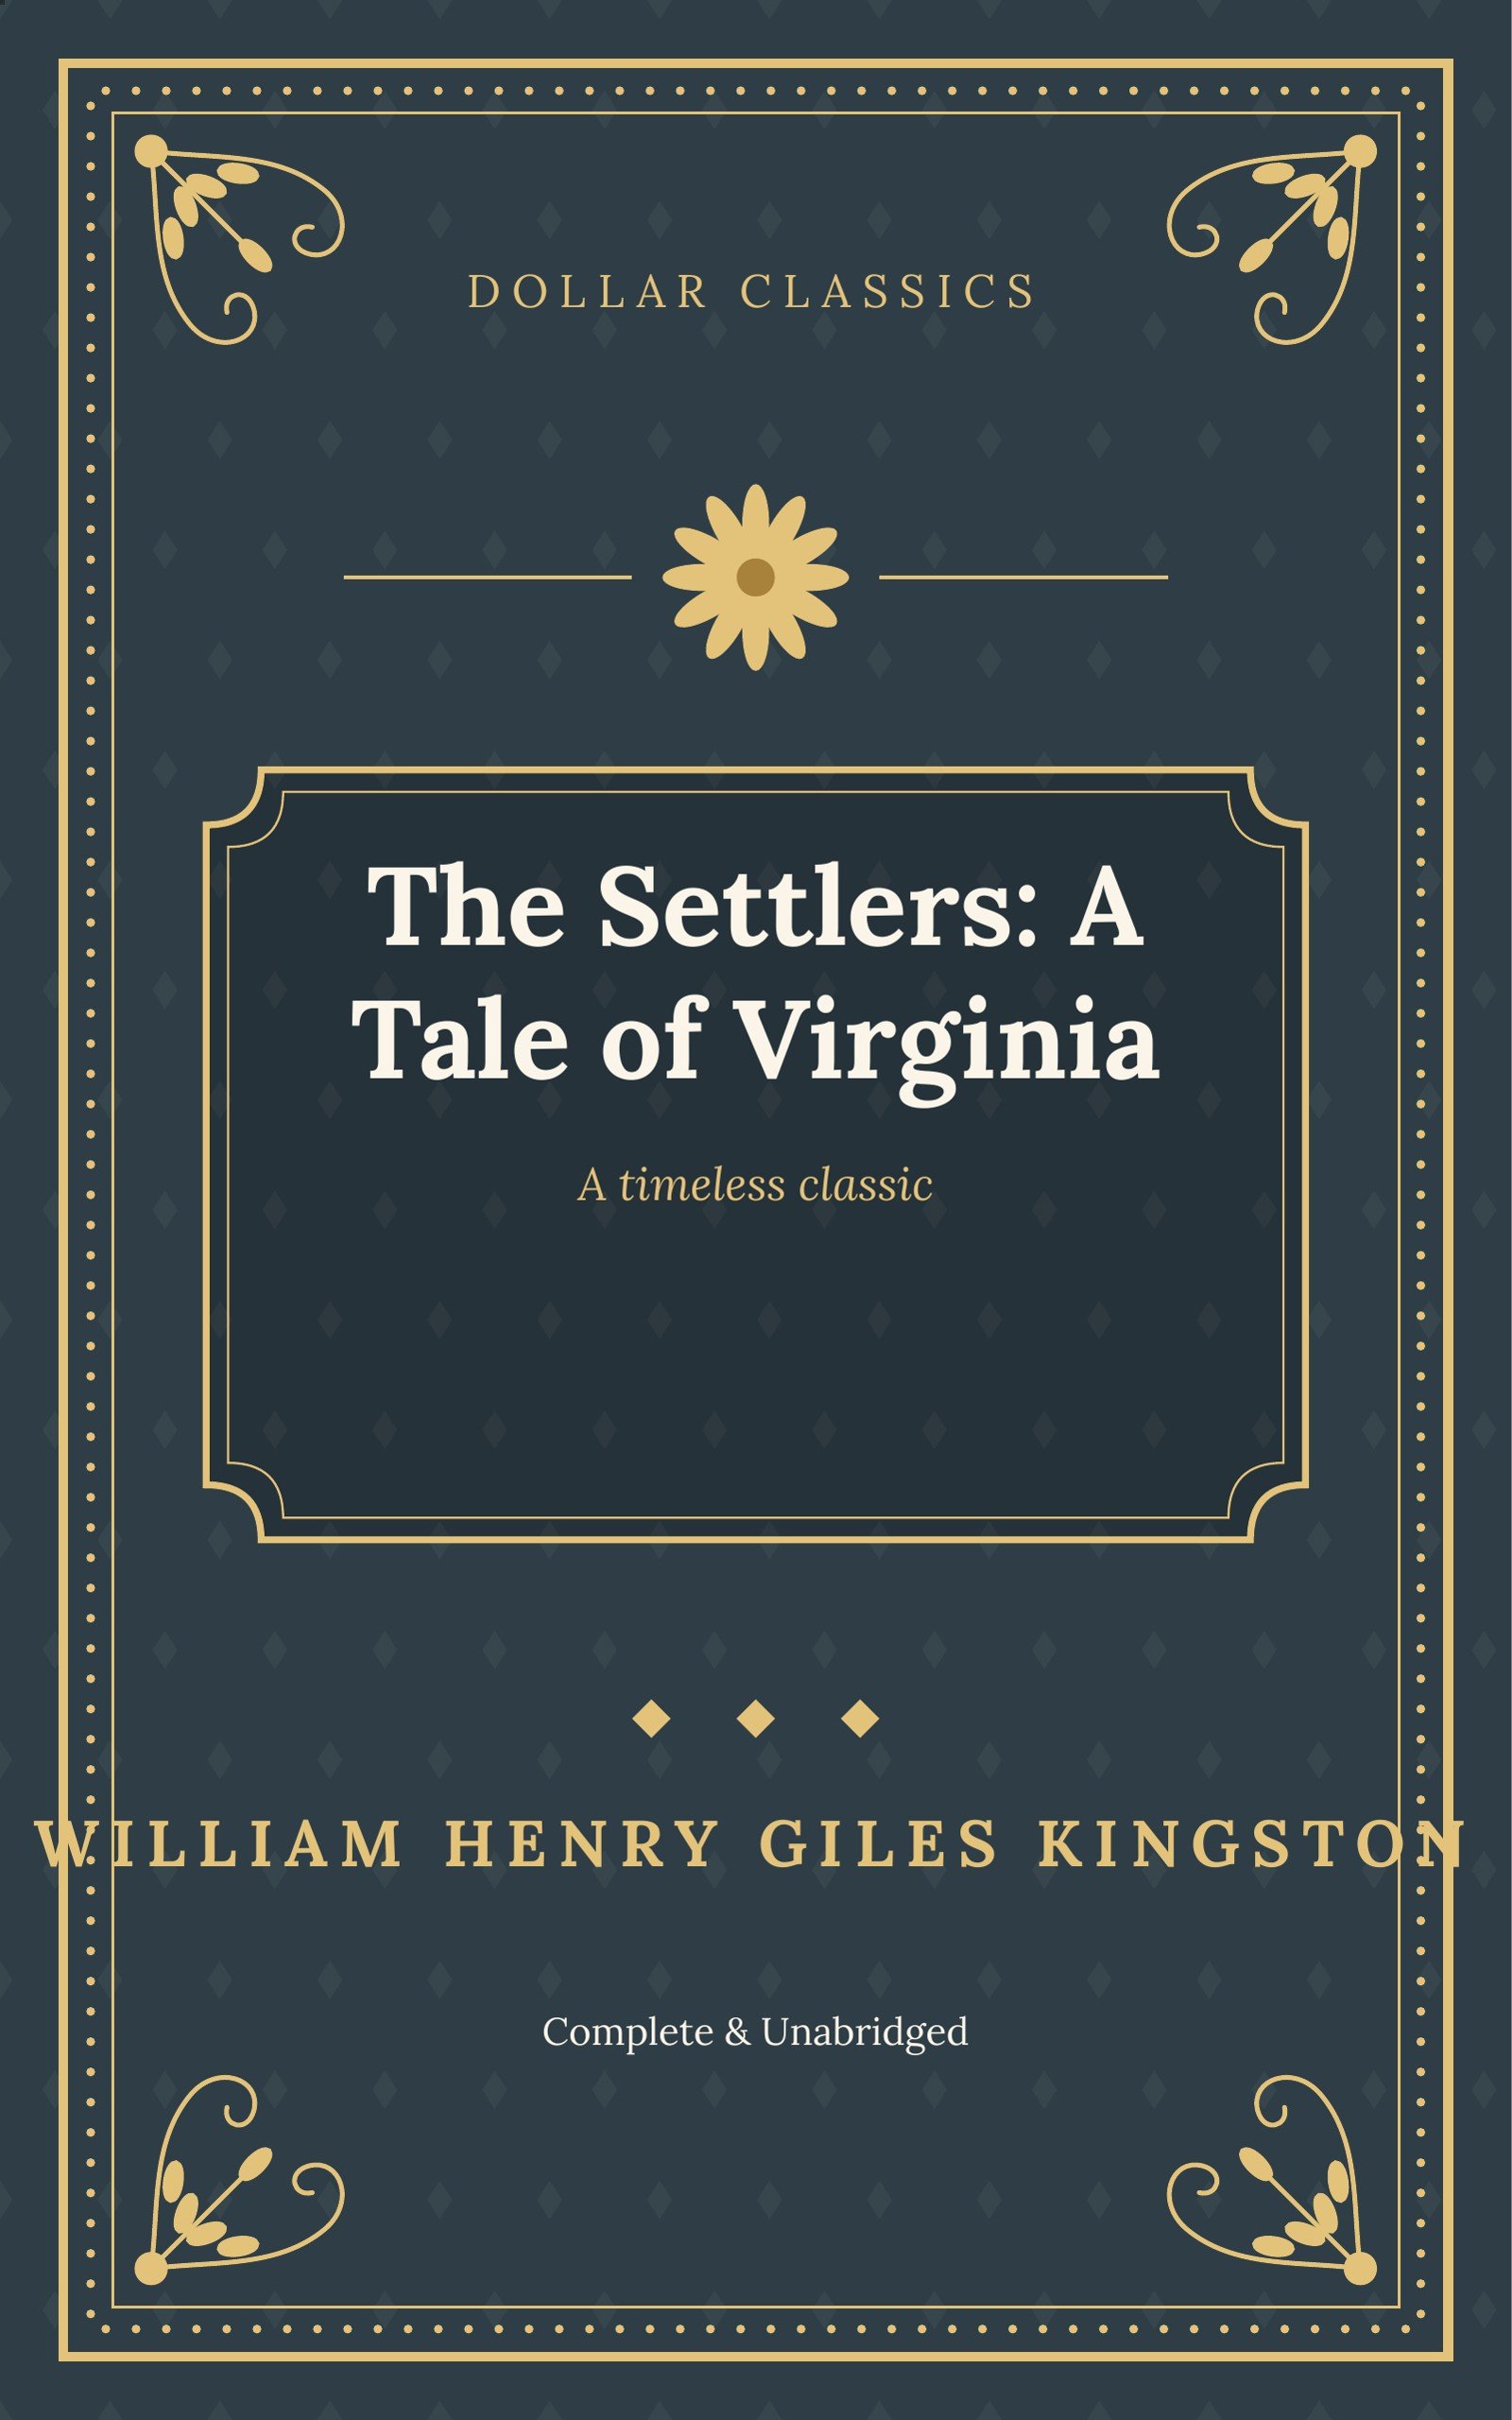 DOLLAR CLASSICS
The Settlers: A
Tale of Virginia
A timeless classic
WILLIAM HENRY GILES KINGSTON
Complete & Unabridged